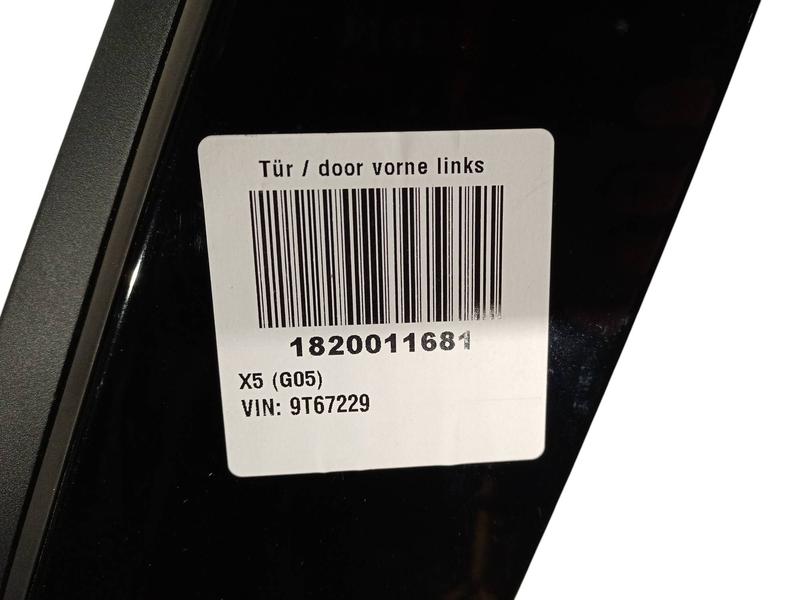 Tür / door vorne links
1820011681
X5 (G05)
VIN: 9T67229